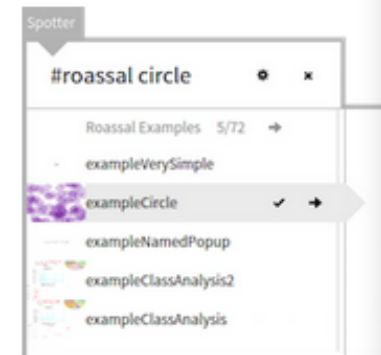 Spotter
#roassal circle
Roassal Examples 5/72
exampleVerySimple
exampleCircle
exampleNamedPopup
exampleClassAnalysis2
exampleClassAnalysis